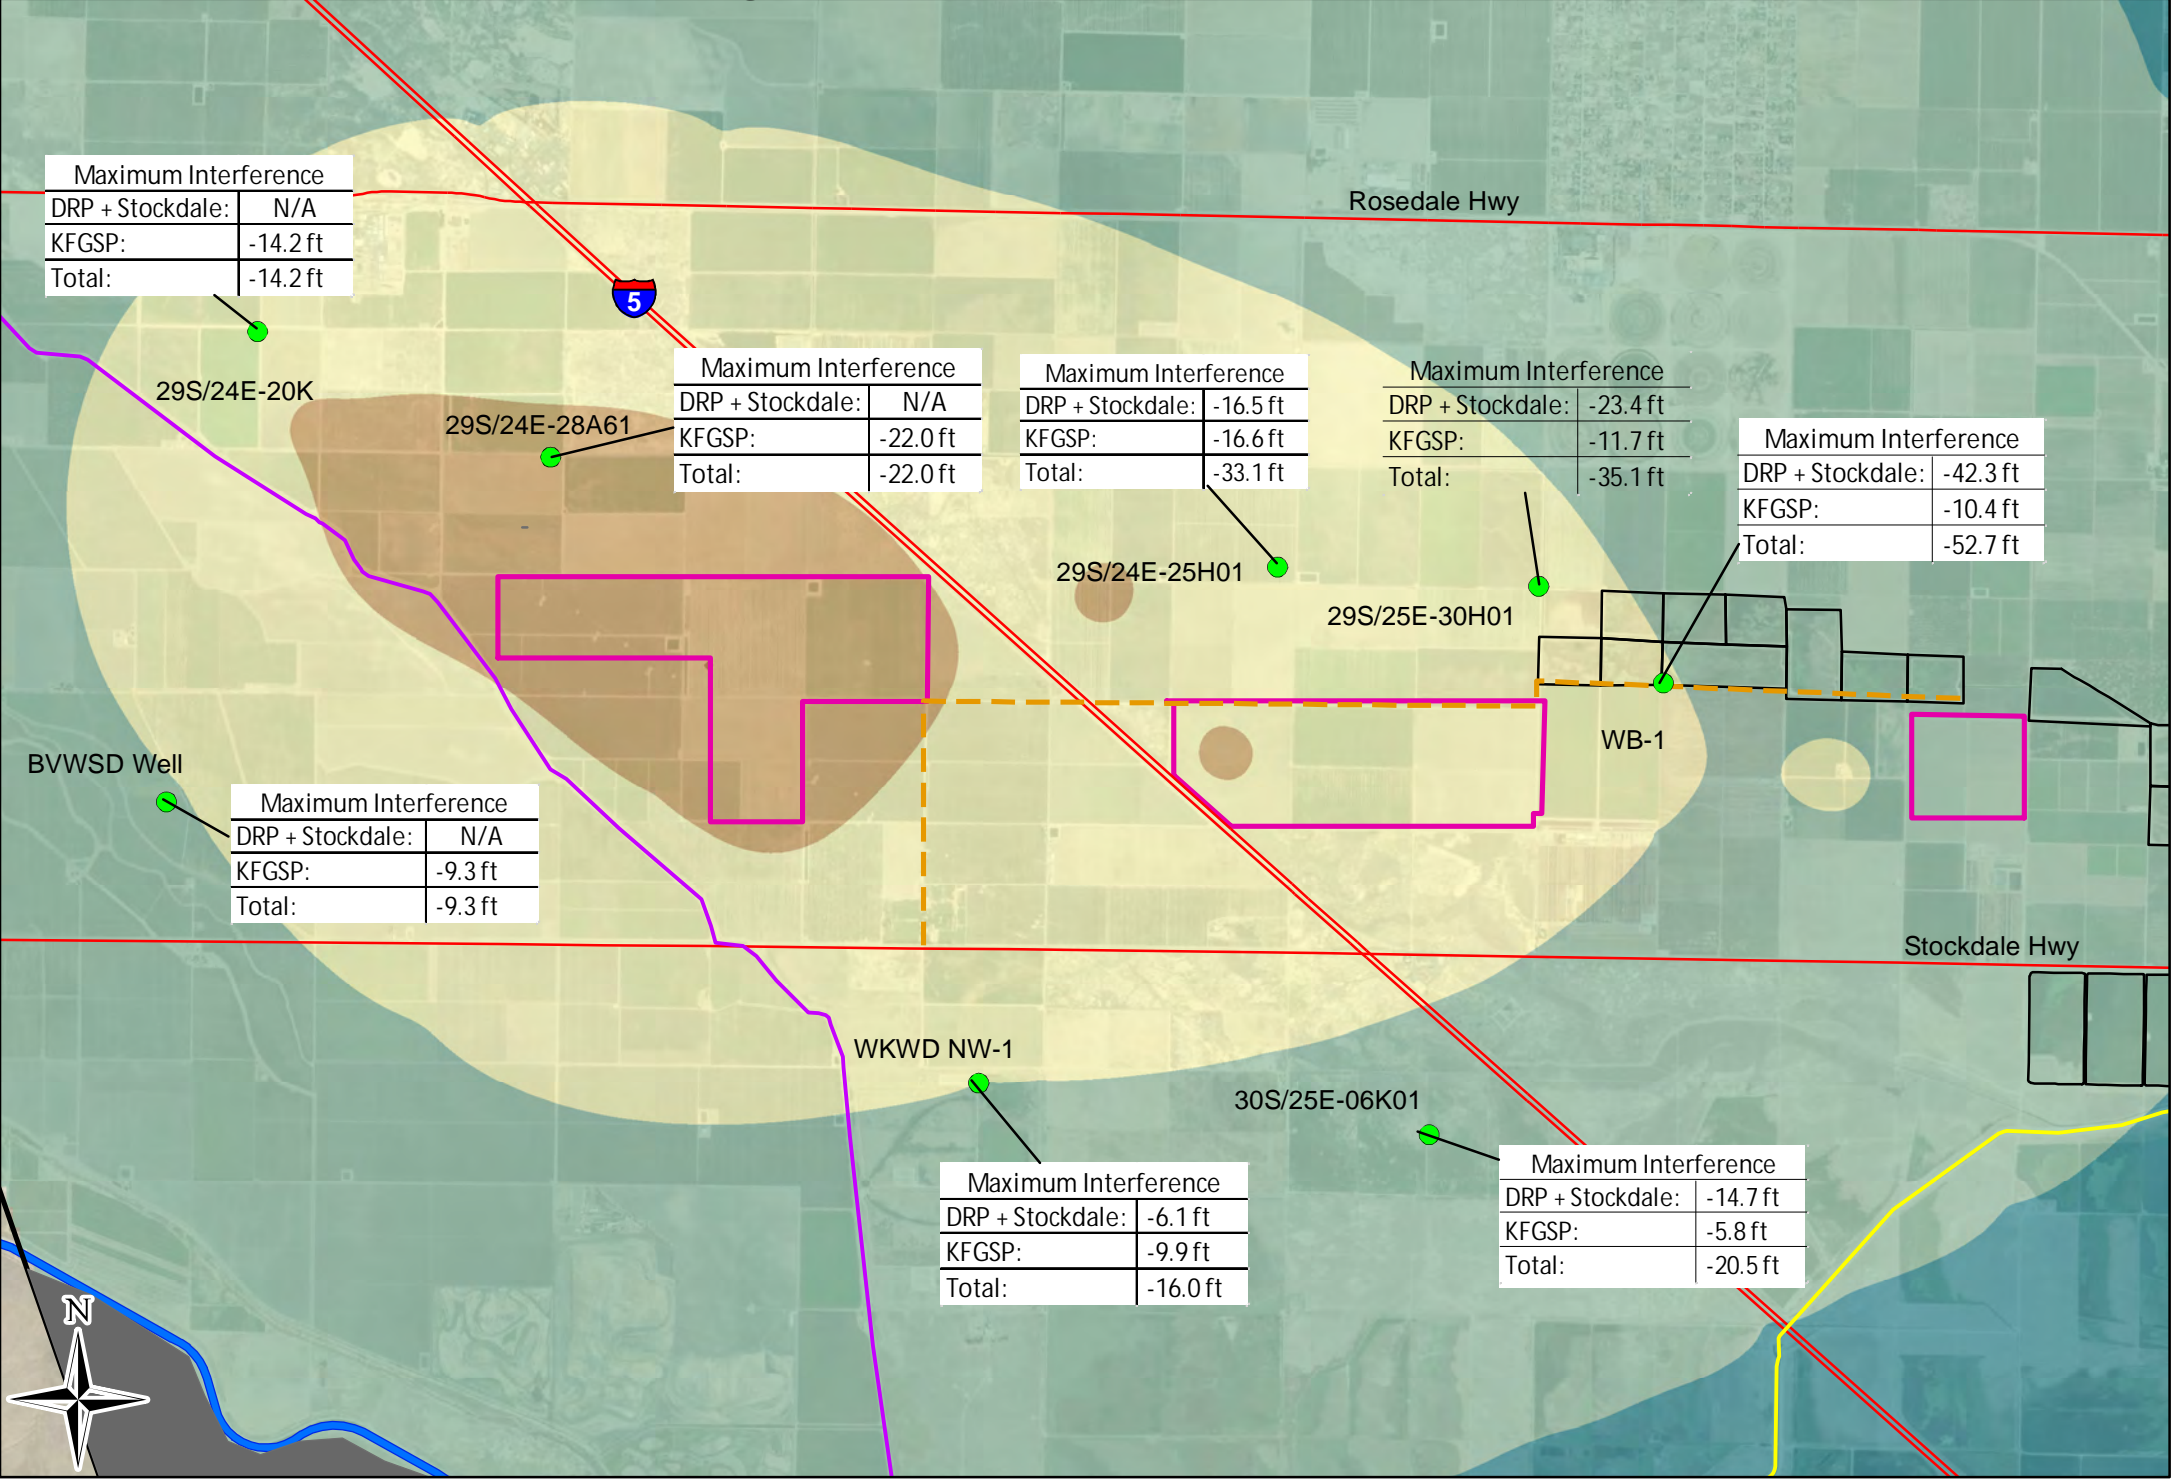 Rosedale Hwy
Maximum Interference
DRP + Stockdale: N/A
KFGSP: -14.2 ft
Total: -14.2 ft
29S/24E-20K
5
Maximum Interference
DRP + Stockdale: N/A
KFGSP: -22.0 ft
Total: -22.0 ft
29S/24E-28A61
Maximum Interference
DRP + Stockdale: -16.5 ft
KFGSP: -16.6 ft
Total: -33.1 ft
29S/24E-25H01
Maximum Interference
DRP + Stockdale: -23.4 ft
KFGSP: -11.7 ft
Total: -35.1 ft
29S/25E-30H01
Maximum Interference
DRP + Stockdale: -42.3 ft
KFGSP: -10.4 ft
Total: -52.7 ft
WB-1
BVWSD Well
Maximum Interference
DRP + Stockdale: N/A
KFGSP: -9.3 ft
Total: -9.3 ft
Stockdale Hwy
WKWD NW-1
Maximum Interference
DRP + Stockdale: -6.1 ft
KFGSP: -9.9 ft
Total: -16.0 ft
30S/25E-06K01
Maximum Interference
DRP + Stockdale: -14.7 ft
KFGSP: -5.8 ft
Total: -20.5 ft
N